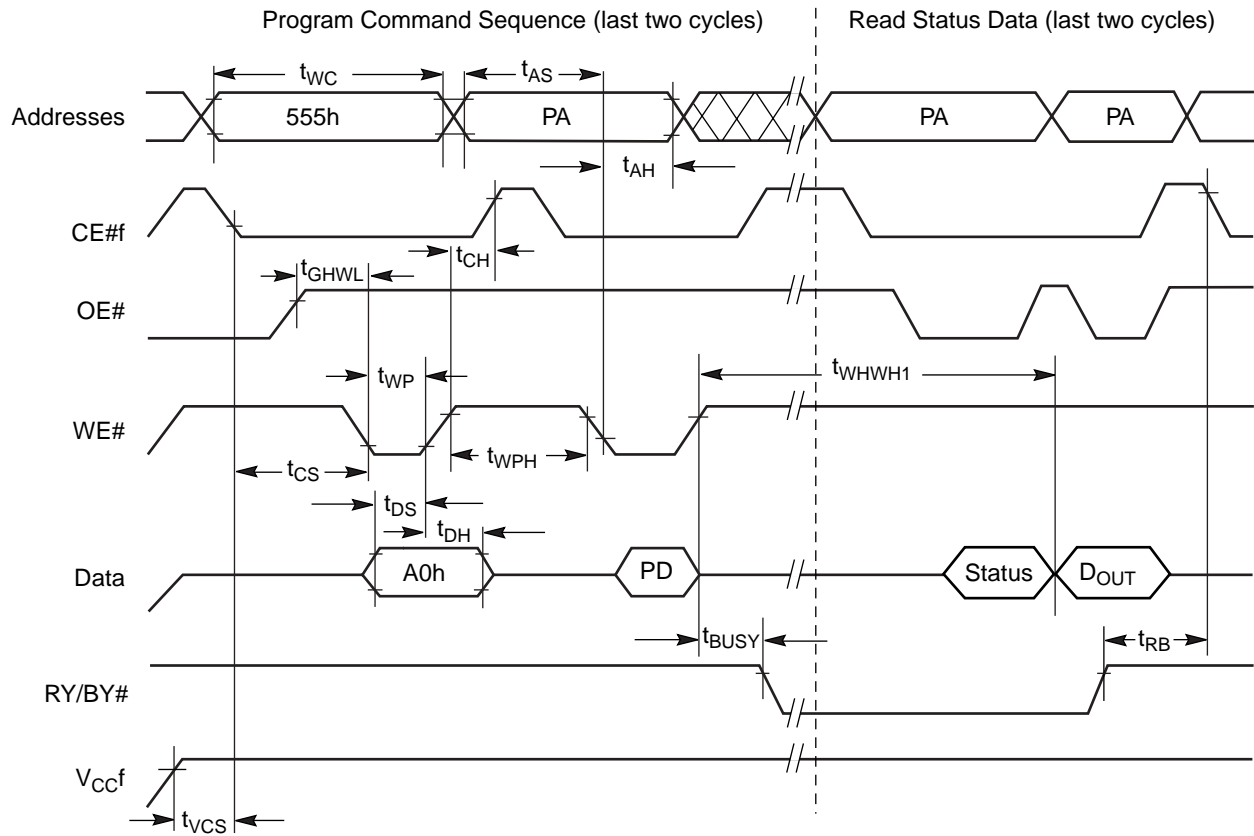 Program Command Sequence (last two cycles)
Read Status Data (last two cycles)
tWC
tAS
Addresses
555h
PA
PA
PA
tAH
CE#f
tCH
tGHWL
OE#
tWP
tWHWH1
WE#
tCS
tWPH
tDS
tDH
Data
A0h
PD
Status
DOUT
tBUSY
tRB
RY/BY#
VCCf
tVCS